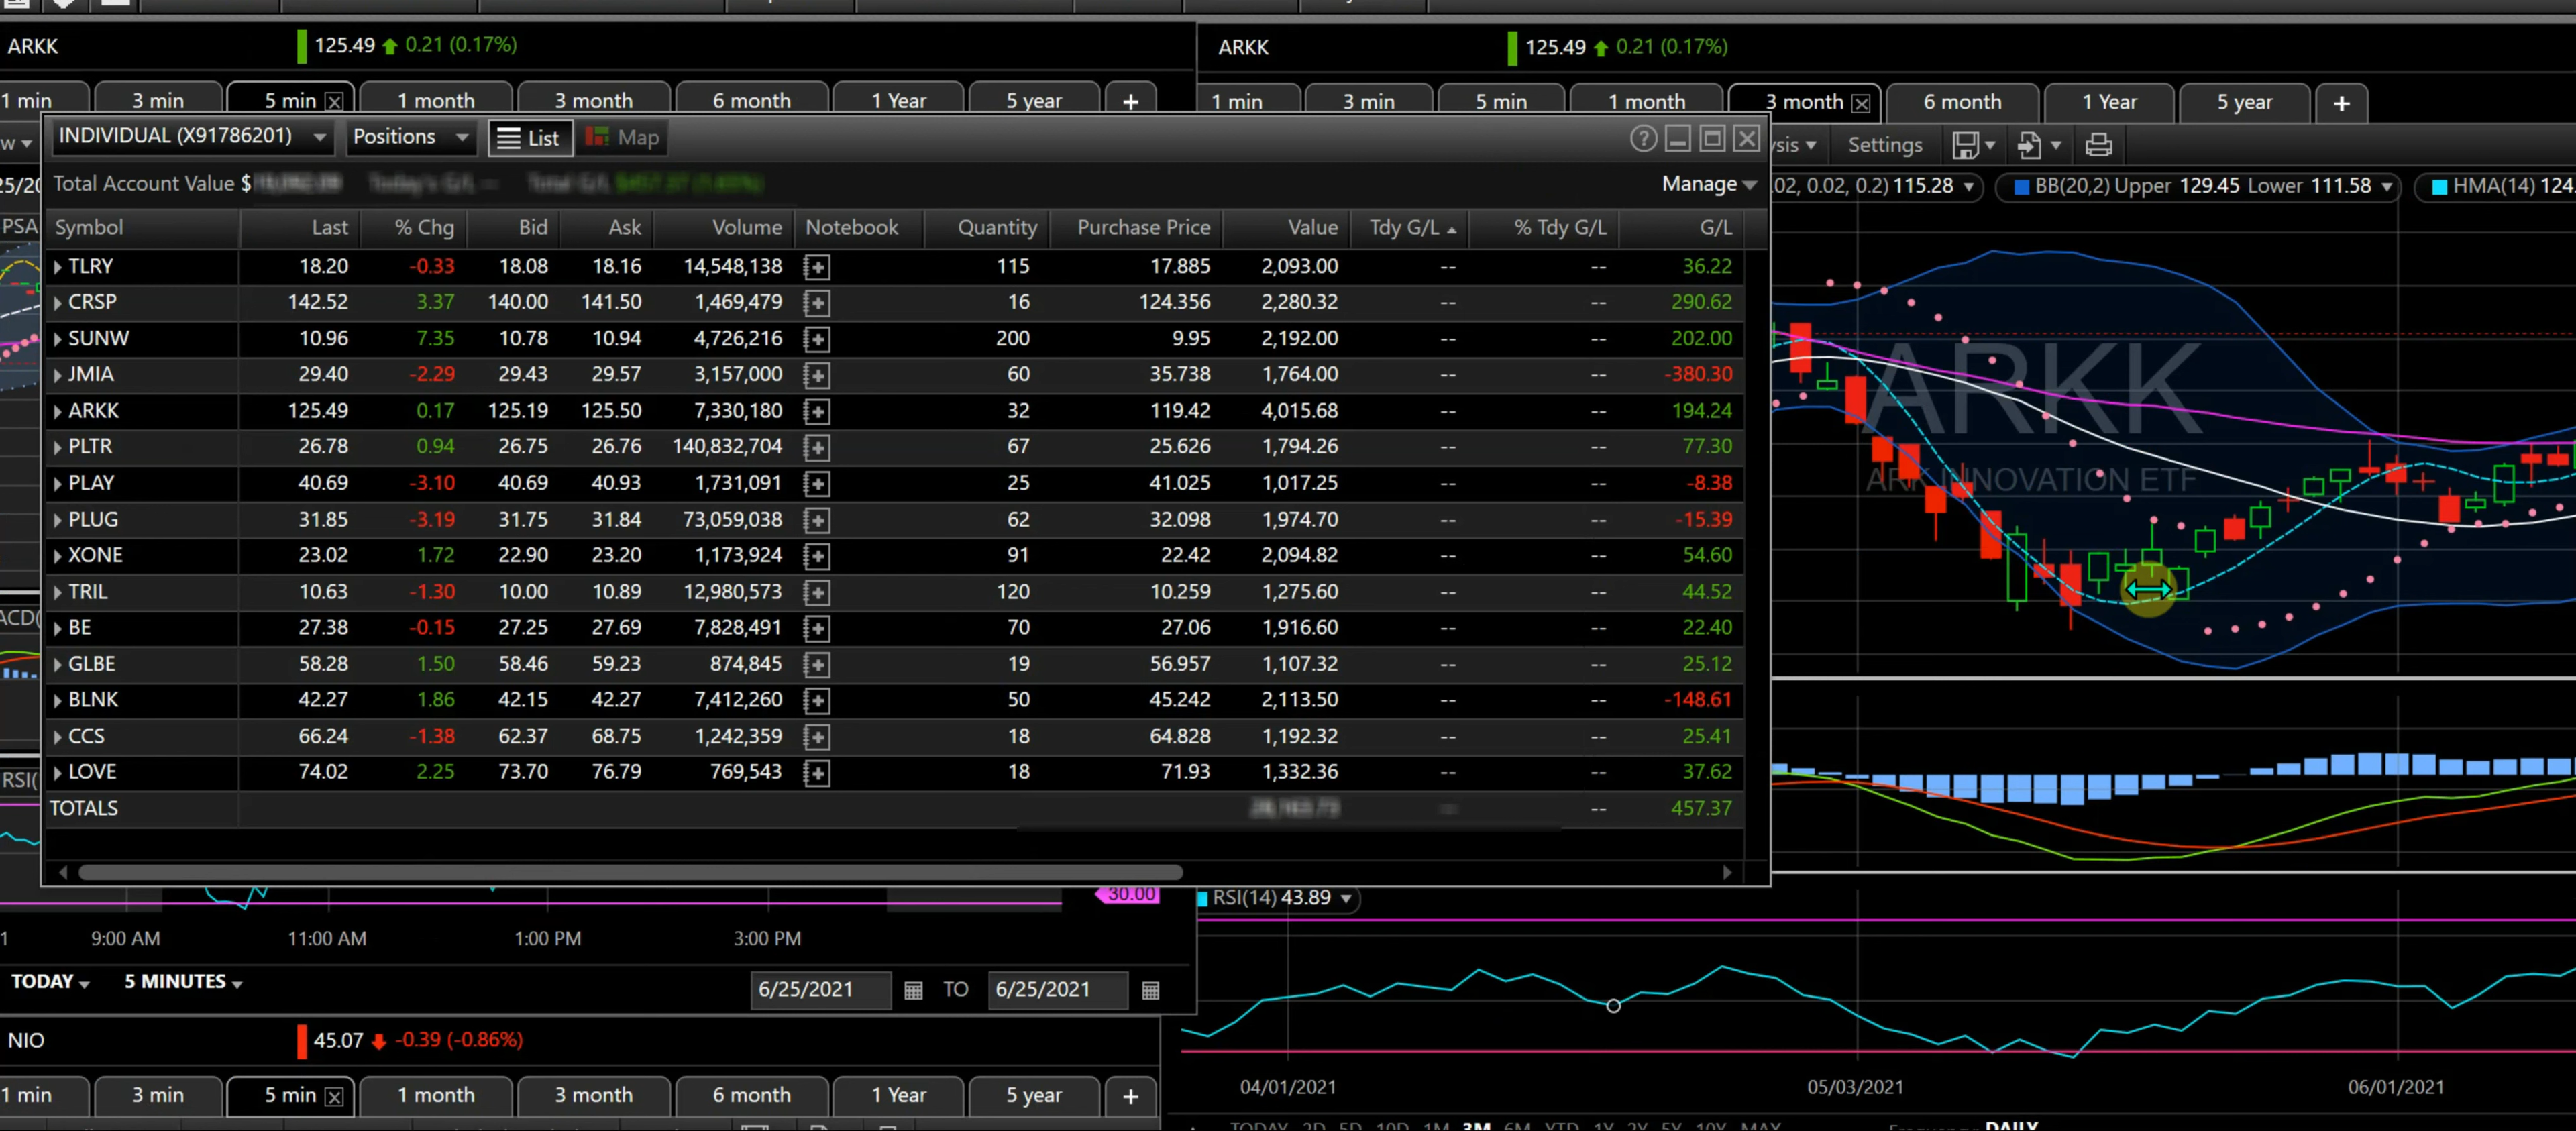 ARKK 125.49 0.21 (0.17%)
ARKK 125.49 0.21 (0.17%)
1 min 3 min 5 min 1 month 3 month 6 month 1 Year 5 year +
1 min 3 min 5 min 1 month 3 month 6 month 1 Year 5 year +
INDIVIDUAL (X91786201) Positions List Map ?
Settings
Total Account Value $
Manage
.02, 0.02, 0.2) 115.28 BB(20,2) Upper 129.45 Lower 111.58 HMA(14) 124.
Symbol Last % Chg Bid Ask Volume Notebook Quantity Purchase Price Value Tdy G/L % Tdy G/L G/L
TLRY 18.20 -0.33 18.08 18.16 14,548,138 115 17.885 2,093.00 -- -- 36.22
CRSP 142.52 3.37 140.00 141.50 1,469,479 16 124.356 2,280.32 -- -- 290.62
SUNW 10.96 7.35 10.78 10.94 4,726,216 200 9.95 2,192.00 -- -- 202.00
JMIA 29.40 -2.29 29.43 29.57 3,157,000 60 35.738 1,764.00 -- -- -380.30
ARKK 125.49 0.17 125.19 125.50 7,330,180 32 119.42 4,015.68 -- -- 194.24
PLTR 26.78 0.94 26.75 26.76 140,832,704 67 25.626 1,794.26 -- -- 77.30
PLAY 40.69 -3.10 40.69 40.93 1,731,091 25 41.025 1,017.25 -- -- -8.38
PLUG 31.85 -3.19 31.75 31.84 73,059,038 62 32.098 1,974.70 -- -- -15.39
XONE 23.02 1.72 22.90 23.20 1,173,924 91 22.42 2,094.82 -- -- 54.60
TRIL 10.63 -1.30 10.00 10.89 12,980,573 120 10.259 1,275.60 -- -- 44.52
BE 27.38 -0.15 27.25 27.69 7,828,491 70 27.06 1,916.60 -- -- 22.40
GLBE 58.28 1.50 58.46 59.23 874,845 19 56.957 1,107.32 -- -- 25.12
BLNK 42.27 1.86 42.15 42.27 7,412,260 50 45.242 2,113.50 -- -- -148.61
CCS 66.24 -1.38 62.37 68.75 1,242,359 18 64.828 1,192.32 -- -- 25.41
LOVE 74.02 2.25 73.70 76.79 769,543 18 71.93 1,332.36 -- -- 37.62
TOTALS -- 457.37
ARKK
ARK INNOVATION ETF
30.00
RSI(14) 43.89
9:00 AM 11:00 AM 1:00 PM 3:00 PM
TODAY 5 MINUTES 6/25/2021 TO 6/25/2021
NIO 45.07 -0.39 (-0.86%)
1 min 3 min 5 min 1 month 3 month 6 month 1 Year 5 year +
04/01/2021 05/03/2021 06/01/2021
TODAY 2D 5D 10D 1M 3M 6M YTD 1Y 2Y 5Y 10Y MAX Frequency: DAILY